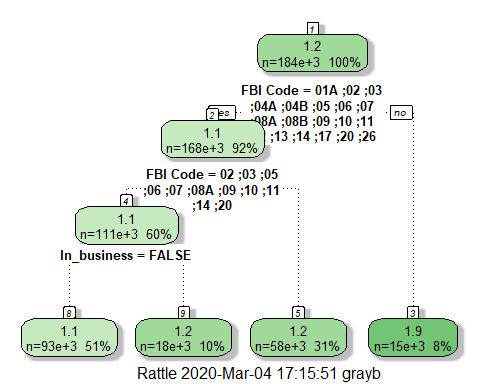 1
1.2
n=184e+3 100%
FBI Code = 01A ;02 ;03
;04A ;04B ;05 ;06 ;07
;08A ;08B ;09 ;10 ;11
;13 ;14 ;17 ;20 ;26
no
2
1.1
n=168e+3 92%
FBI Code = 02 ;03 ;05
;06 ;07 ;08A ;09 ;10 ;11
;14 ;20
4
1.1
n=111e+3 60%
In_business = FALSE
8
1.1
n=93e+3 51%
9
1.2
n=18e+3 10%
5
1.2
n=58e+3 31%
3
1.9
n=15e+3 8%
Rattle 2020-Mar-04 17:15:51 grayb